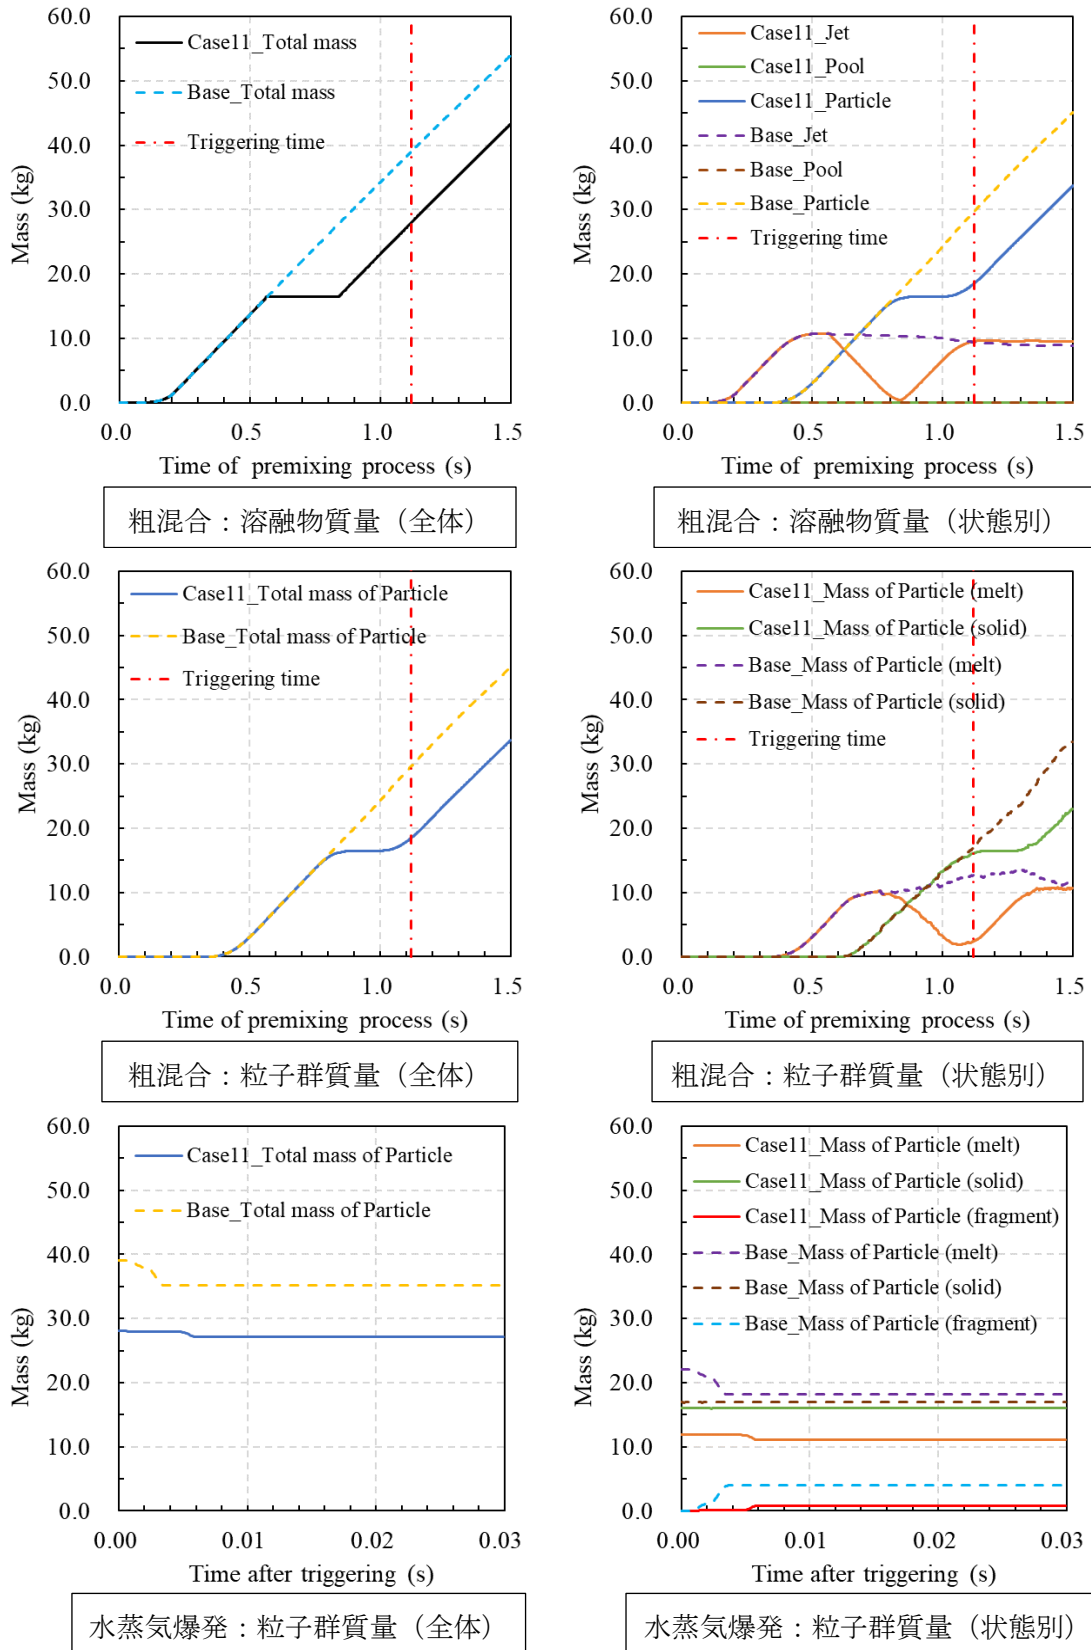 60.0
50.0
40.0
30.0
20.0
10.0
0.0
Mass (kg)
Case11_Total mass
Base_Total mass
Triggering time
0.0 0.5 1.0 1.5
Time of premixing process (s)
粗混合：溶融物質量（全体）
60.0
50.0
40.0
30.0
20.0
10.0
0.0
Mass (kg)
Case11_Jet
Case11_Pool
Case11_Particle
Base_Jet
Base_Pool
Base_Particle
Triggering time
0.0 0.5 1.0 1.5
Time of premixing process (s)
粗混合：溶融物質量（状態別）
60.0
50.0
40.0
30.0
20.0
10.0
0.0
Mass (kg)
Case11_Total mass of Particle
Base_Total mass of Particle
Triggering time
0.0 0.5 1.0 1.5
Time of premixing process (s)
粗混合：粒子群質量（全体）
60.0
50.0
40.0
30.0
20.0
10.0
0.0
Mass (kg)
Case11_Mass of Particle (melt)
Case11_Mass of Particle (solid)
Base_Mass of Particle (melt)
Base_Mass of Particle (solid)
Triggering time
0.0 0.5 1.0 1.5
Time of premixing process (s)
粗混合：粒子群質量（状態別）
60.0
50.0
40.0
30.0
20.0
10.0
0.0
Mass (kg)
Case11_Total mass of Particle
Base_Total mass of Particle
0.00 0.01 0.02 0.03
Time after triggering (s)
水蒸気爆発：粒子群質量（全体）
60.0
50.0
40.0
30.0
20.0
10.0
0.0
Mass (kg)
Case11_Mass of Particle (melt)
Case11_Mass of Particle (solid)
Case11_Mass of Particle (fragment)
Base_Mass of Particle (melt)
Base_Mass of Particle (solid)
Base_Mass of Particle (fragment)
0.00 0.01 0.02 0.03
Time after triggering (s)
水蒸気爆発：粒子群質量（状態別）